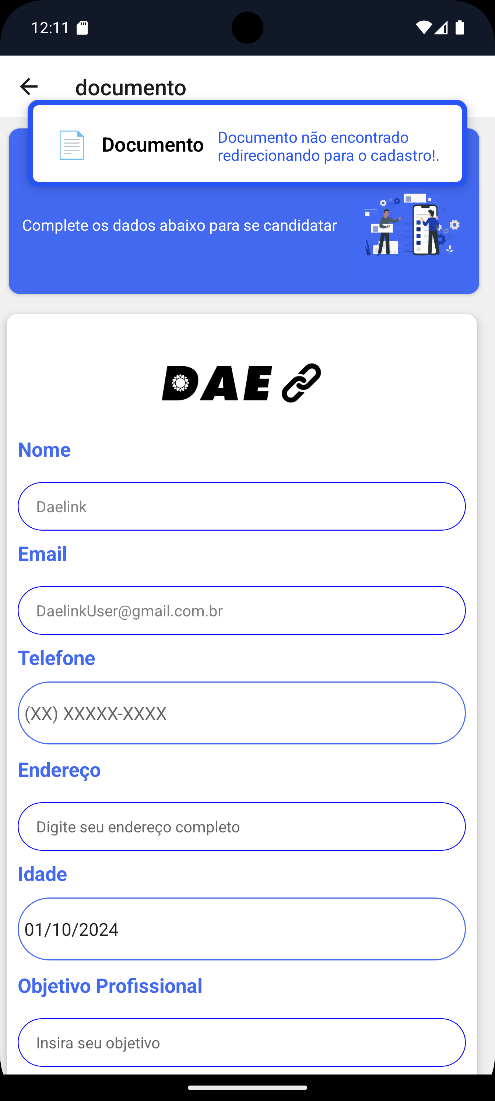 12:11
documento
Documento
Documento não encontrado
redirecionando para o cadastro!.
Complete os dados abaixo para se candidatar
DAE
Nome
Daelink
Email
DaelinkUser@gmail.com.br
Telefone
(XX) XXXXX-XXXX
Endereço
Digite seu endereço completo
Idade
01/10/2024
Objetivo Profissional
Insira seu objetivo